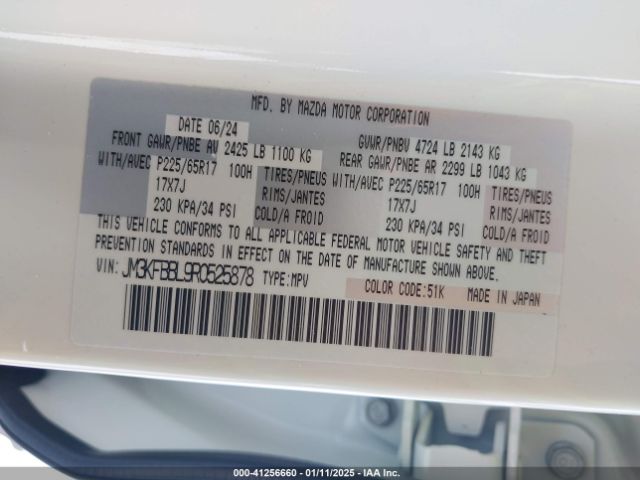 MFD. BY MAZDA MOTOR CORPORATION
DATE 06/24 GVWR/PNBV 4724 LB 2143 KG
FRONT GAWR/PNBE AV 2425 LB 1100 KG REAR GAWR/PNBE AR 2299 LB 1043 KG
WITH/AVEC P225/65R17 100H TIRES/PNEUS WITH/AVEC P225/65R17 100H TIRES/PNEUS
17X7J RIMS/JANTES 17X7J RIMS/JANTES
230 KPA/34 PSI COLD/A FROID 230 KPA/34 PSI COLD/A FROID
THIS VEHICLE CONFORMS TO ALL APPLICABLE FEDERAL MOTOR VEHICLE SAFETY AND THEFT
PREVENTION STANDARDS IN EFFECT ON THE DATE OF MANUFACTURE SHOWN ABOVE.
VIN: JM3KFBBL9R0525878 TYPE:MPV COLOR CODE:51K MADE IN JAPAN
000-41256660 - 01/11/2025 - IAA Inc.